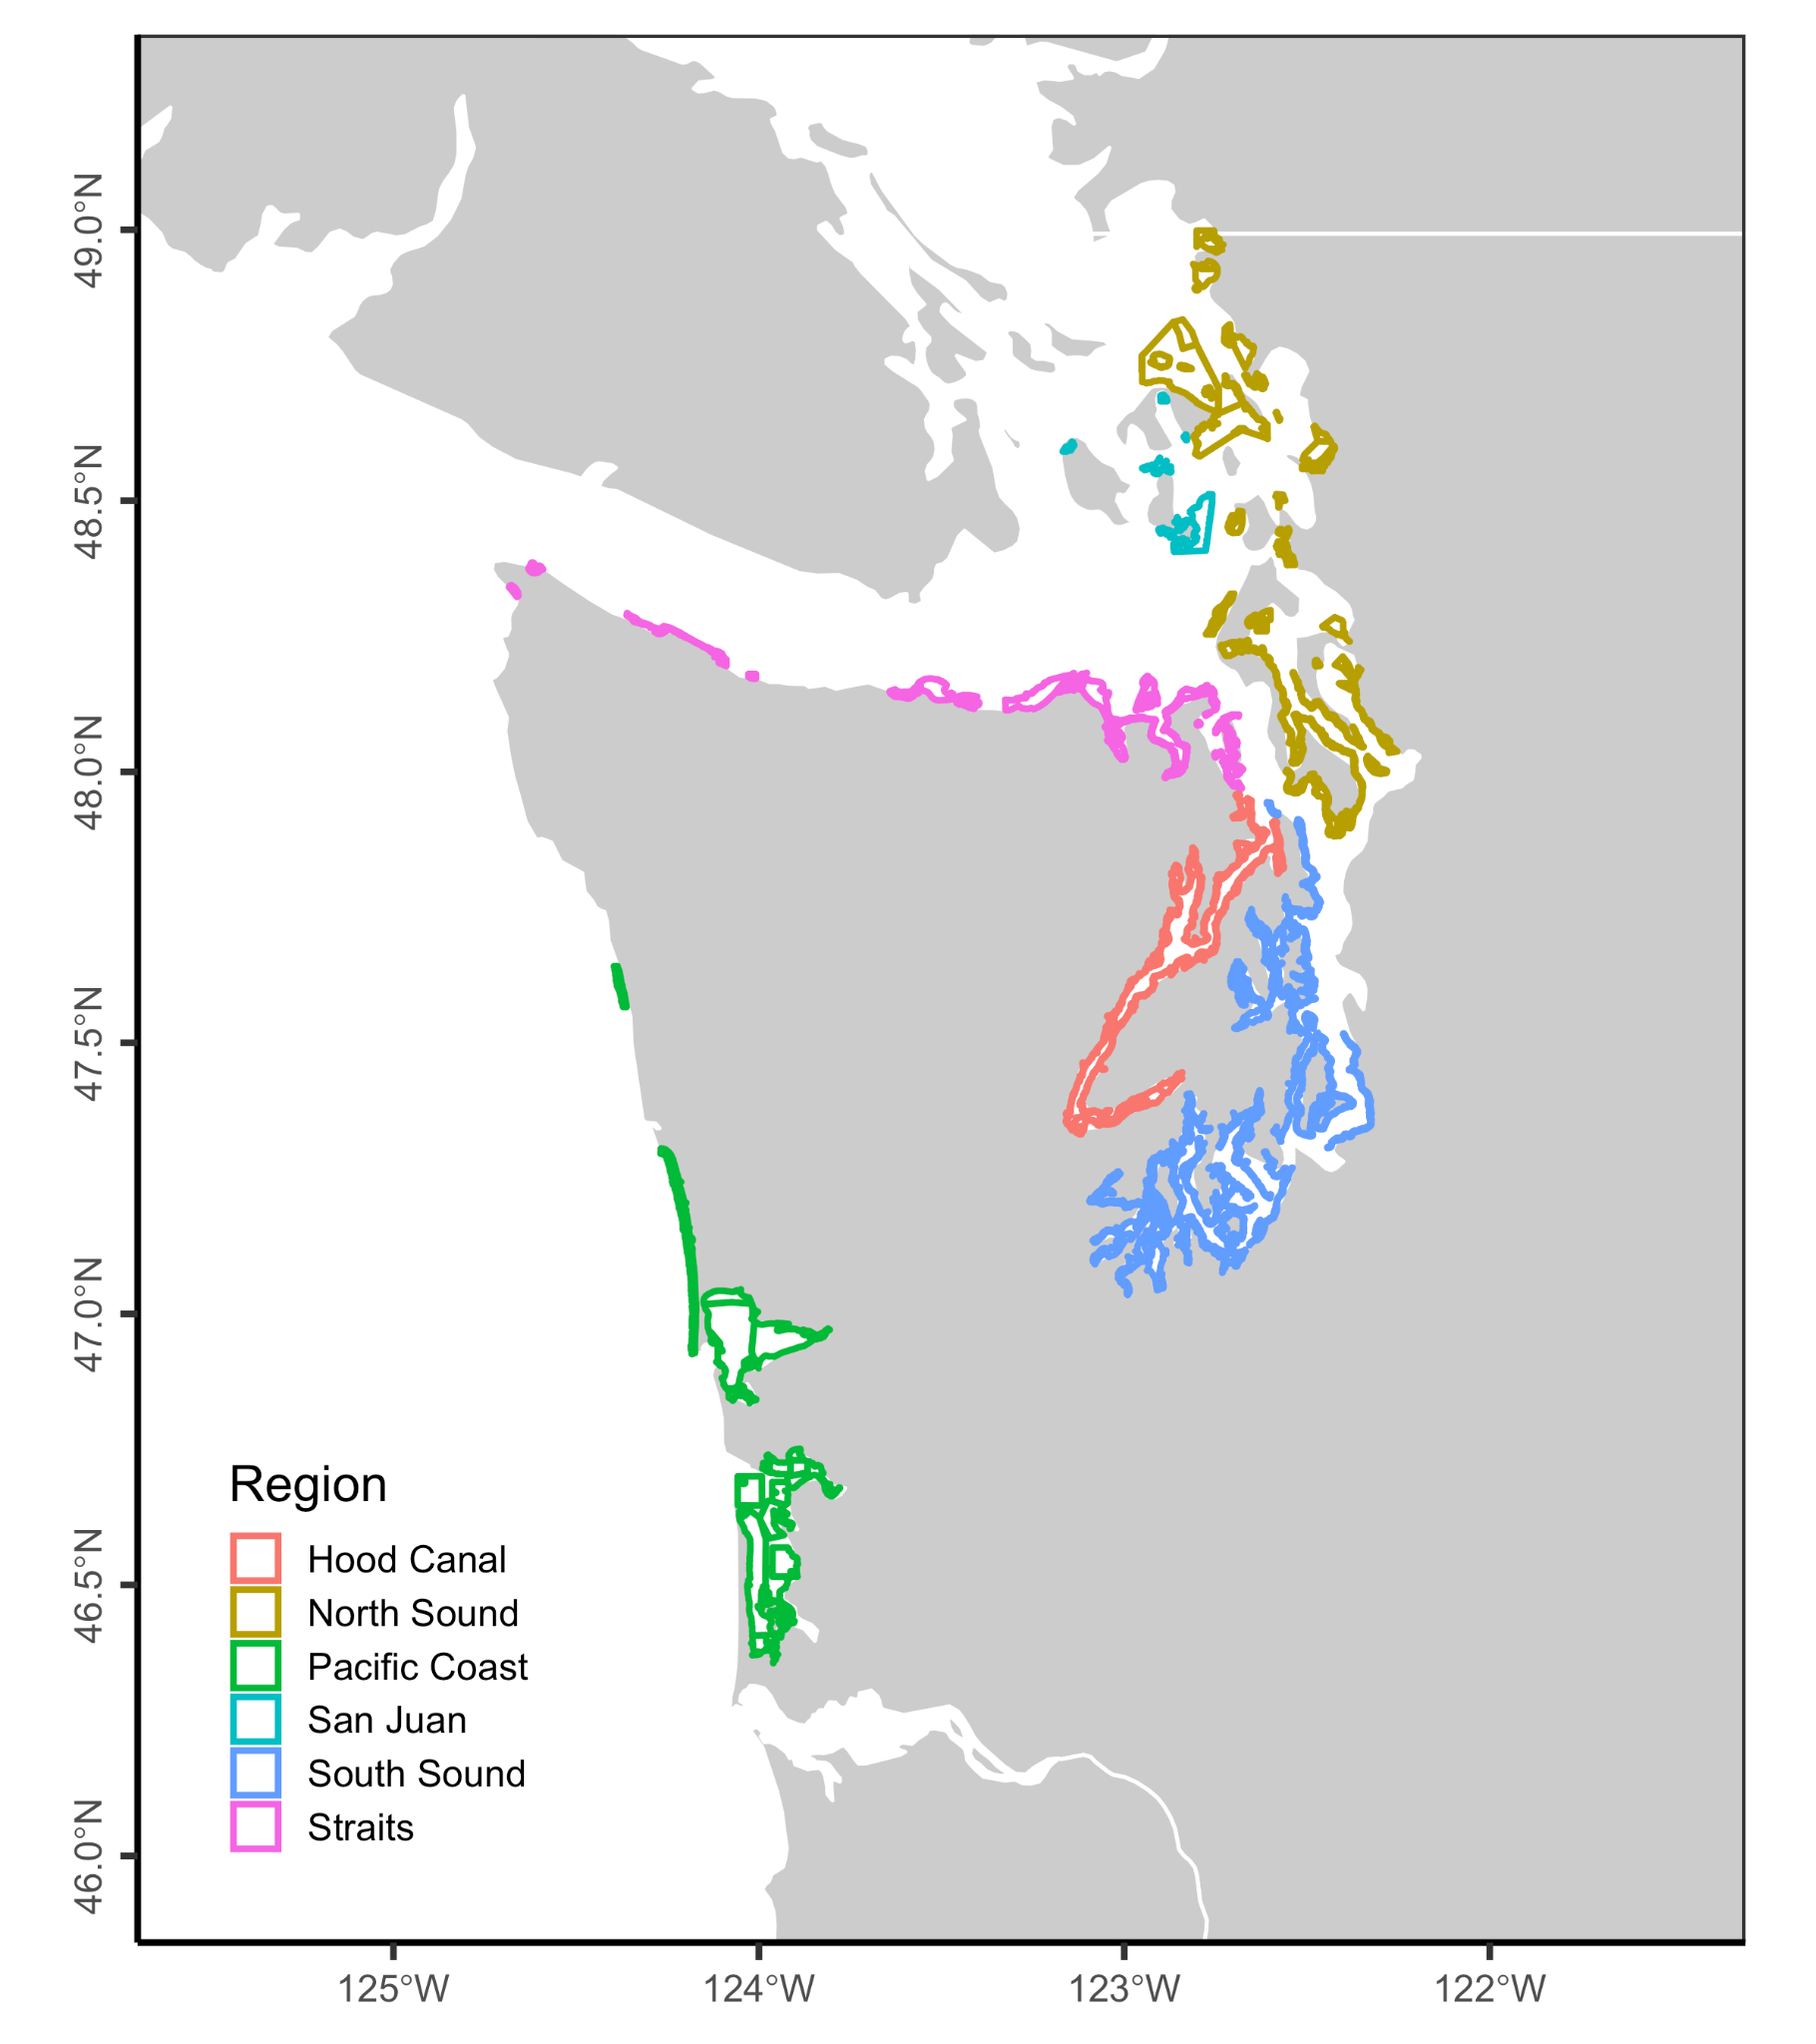 49.0°N
48.5°N
48.0°N
47.5°N
47.0°N
46.5°N
46.0°N
Region
Hood Canal
North Sound
Pacific Coast
San Juan
South Sound
Straits
125°W
124°W
123°W
122°W